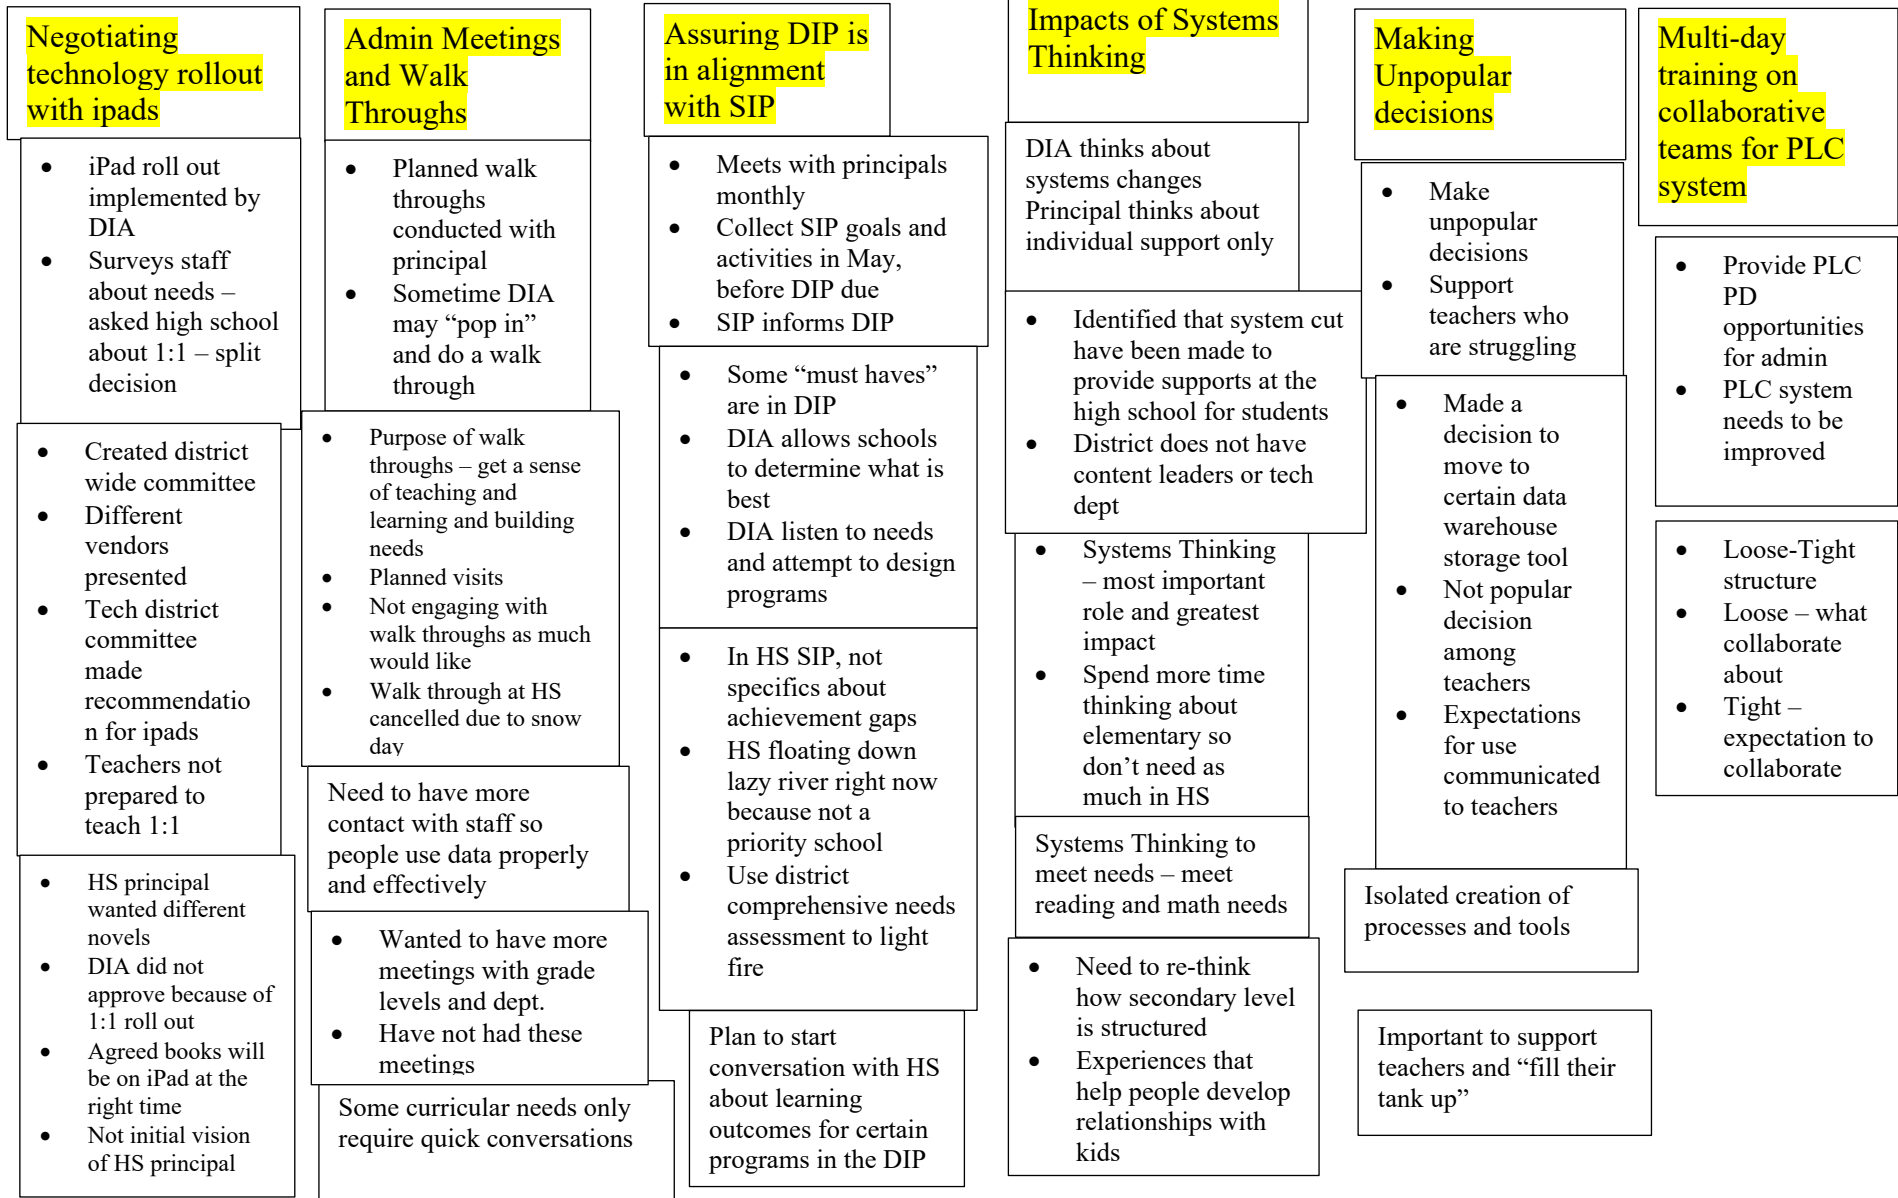 Negotiating
technology rollout
with ipads
• iPad roll out
implemented by
DIA
• Surveys staff
about needs –
asked high school
about 1:1 – split
decision
• Created district
wide committee
• Different
vendors
presented
• Tech district
committee
made
recommendatio
n for ipads
• Teachers not
prepared to
teach 1:1
• HS principal
wanted different
novels
• DIA did not
approve because of
1:1 roll out
• Agreed books will
be on iPad at the
right time
• Not initial vision
of HS principal
Admin Meetings
and Walk
Throughs
• Planned walk
throughs
conducted with
principal
• Sometime DIA
may “pop in”
and do a walk
through
• Purpose of walk
throughs – get a sense
of teaching and
learning and building
needs
• Planned visits
• Not engaging with
walk throughs as much
would like
• Walk through at HS
cancelled due to snow
day
Need to have more
contact with staff so
people use data properly
and effectively
• Wanted to have more
meetings with grade
levels and dept.
• Have not had these
meetings
Some curricular needs only
require quick conversations
Assuring DIP is
in alignment
with SIP
• Meets with principals
monthly
• Collect SIP goals and
activities in May,
before DIP due
• SIP informs DIP
• Some “must haves”
are in DIP
• DIA allows schools
to determine what is
best
• DIA listen to needs
and attempt to design
programs
• In HS SIP, not
specifics about
achievement gaps
• HS floating down
lazy river right now
because not a
priority school
• Use district
comprehensive needs
assessment to light
fire
Plan to start
conversation with HS
about learning
outcomes for certain
programs in the DIP
Impacts of Systems
Thinking
DIA thinks about
systems changes
Principal thinks about
individual support only
• Identified that system cut
have been made to
provide supports at the
high school for students
• District does not have
content leaders or tech
dept
• Systems Thinking
– most important
role and greatest
impact
• Spend more time
thinking about
elementary so
don’t need as
much in HS
Systems Thinking to
meet needs – meet
reading and math needs
• Need to re-think
how secondary level
is structured
• Experiences that
help people develop
relationships with
kids
Making
Unpopular
decisions
• Make
unpopular
decisions
• Support
teachers who
are struggling
• Made a
decision to
move to
certain data
warehouse
storage tool
• Not popular
decision
among
teachers
• Expectations
for use
communicated
to teachers
Isolated creation of
processes and tools
Important to support
teachers and “fill their
tank up”
Multi-day
training on
collaborative
teams for PLC
system
• Provide PLC
PD
opportunities
for admin
• PLC system
needs to be
improved
• Loose-Tight
structure
• Loose – what
collaborate
about
• Tight –
expectation to
collaborate